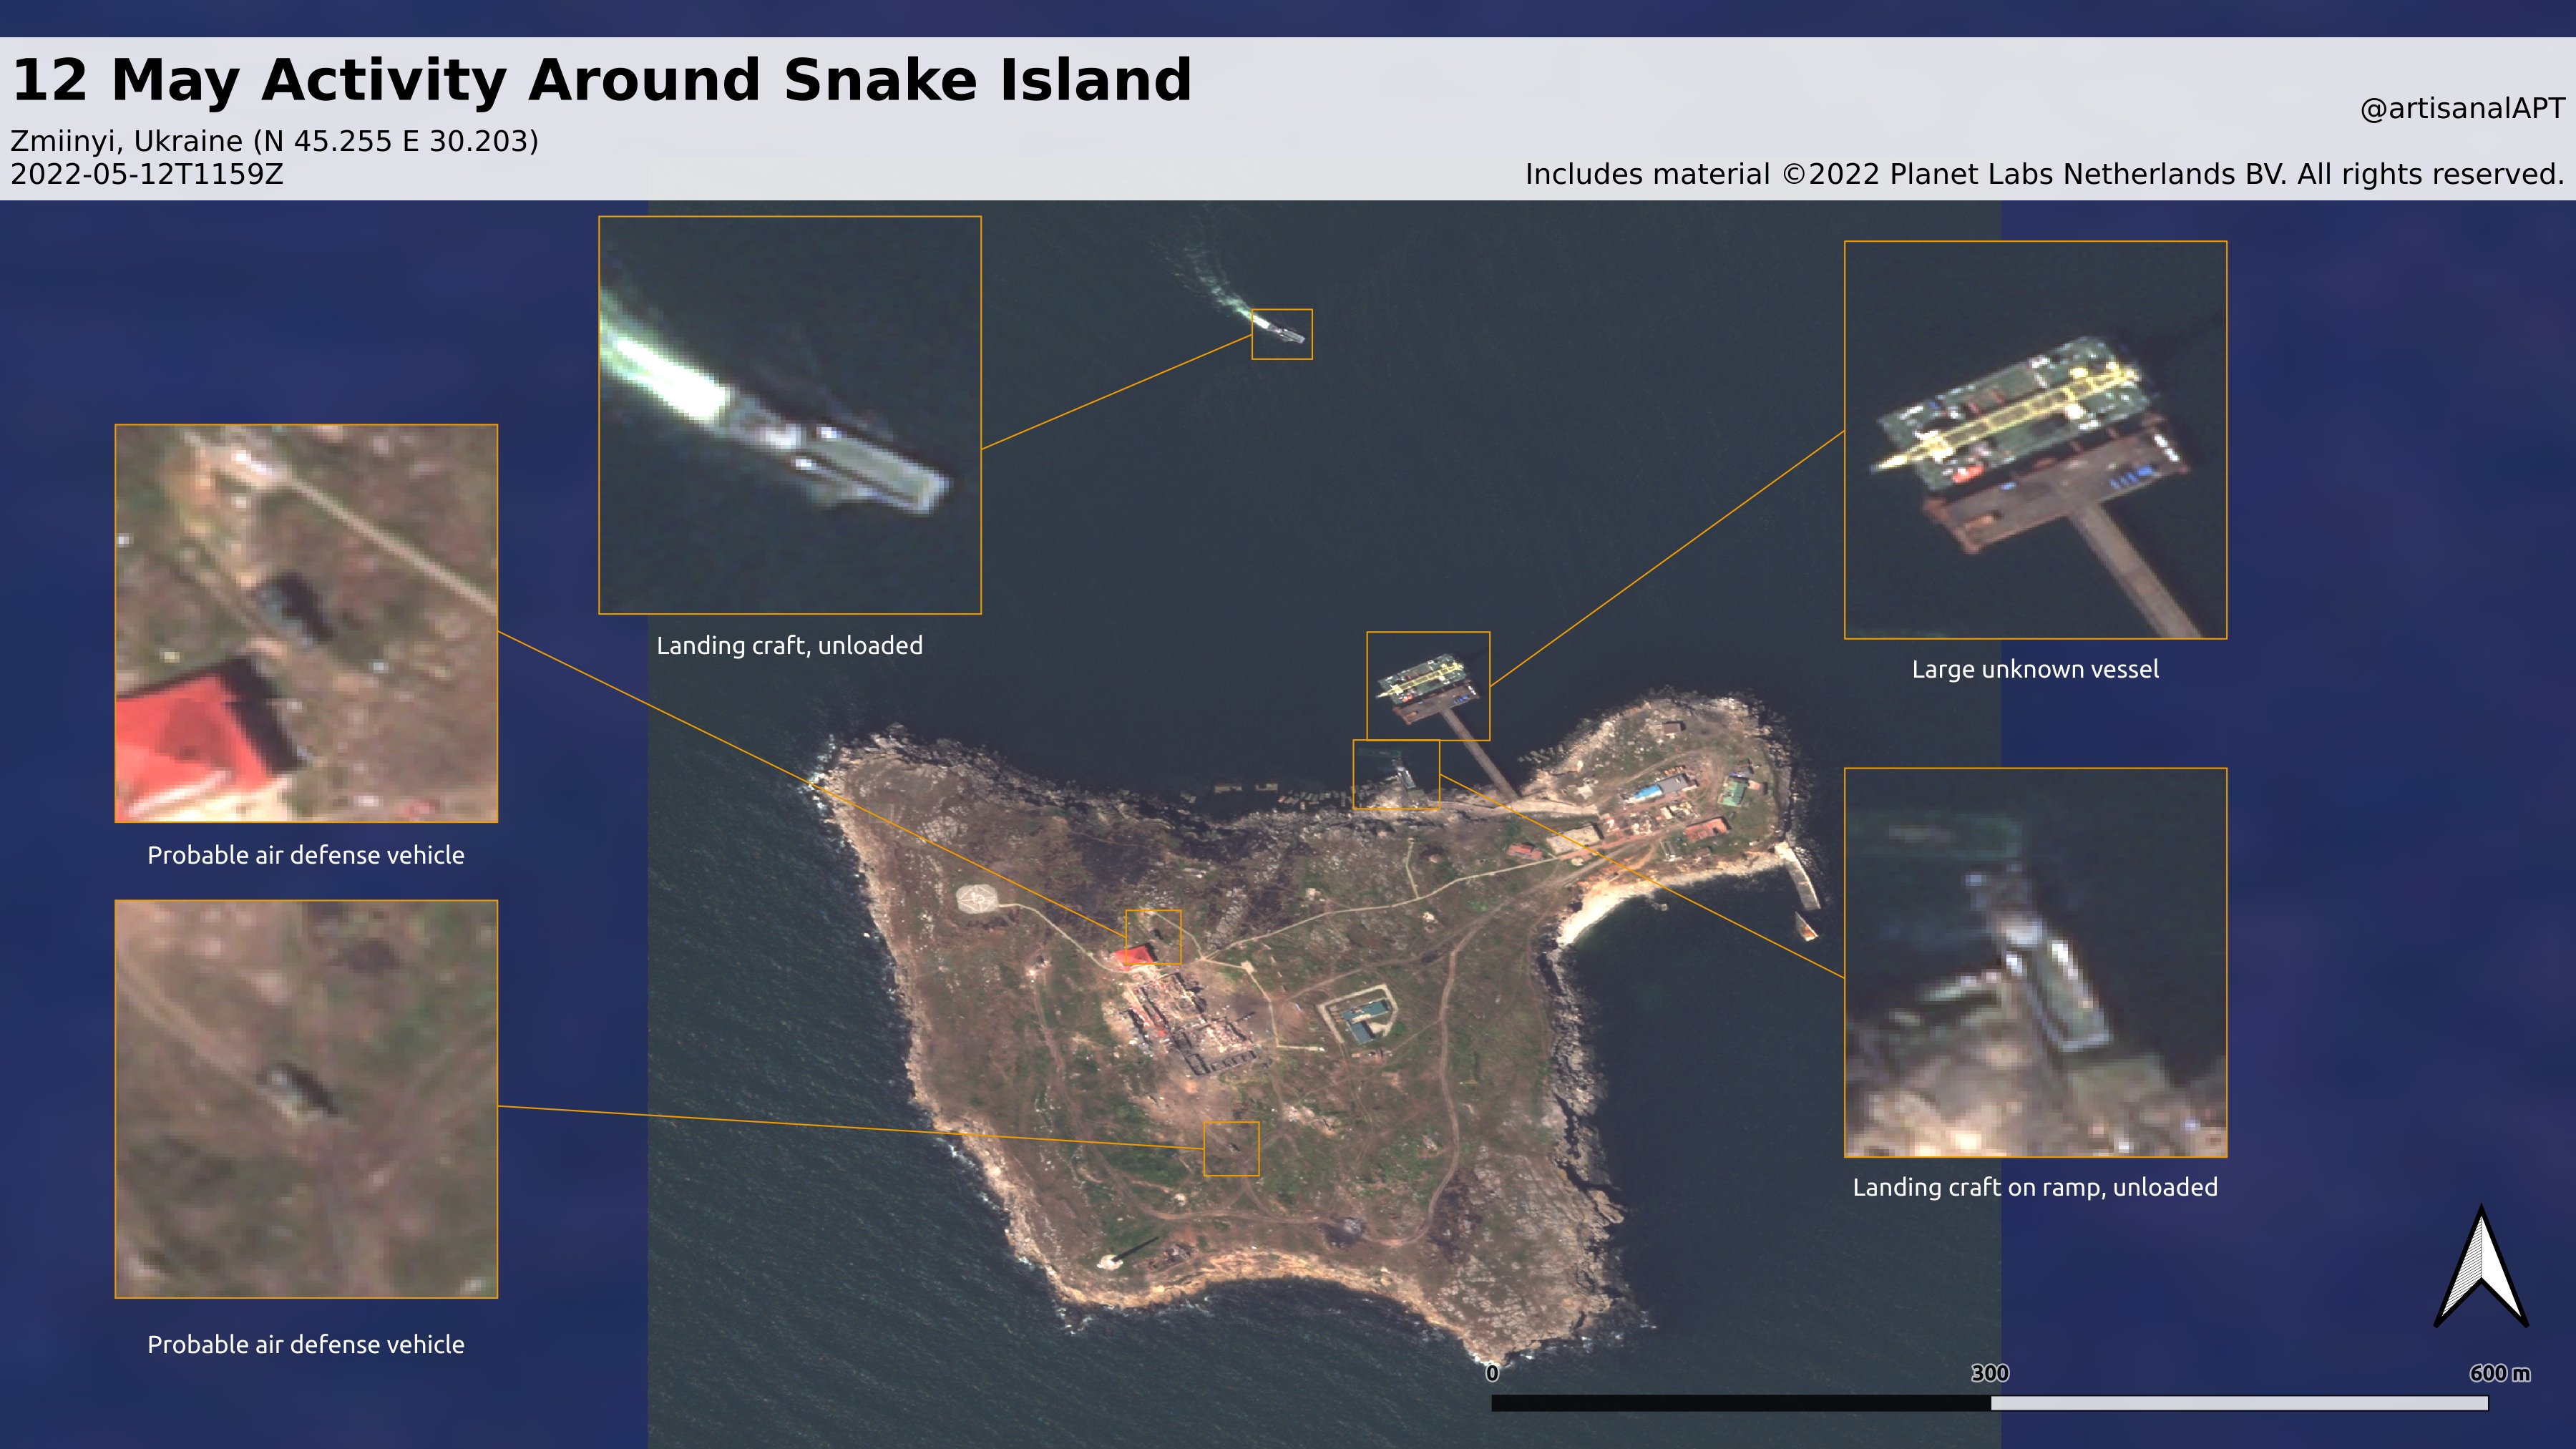 12 May Activity Around Snake Island
Zmiinyi, Ukraine (N 45.255 E 30.203)
2022-05-12T1159Z
@artisanalAPT
Includes material ©2022 Planet Labs Netherlands BV. All rights reserved.
Landing craft, unloaded
Large unknown vessel
Probable air defense vehicle
Landing craft on ramp, unloaded
Probable air defense vehicle
0 300 600 m